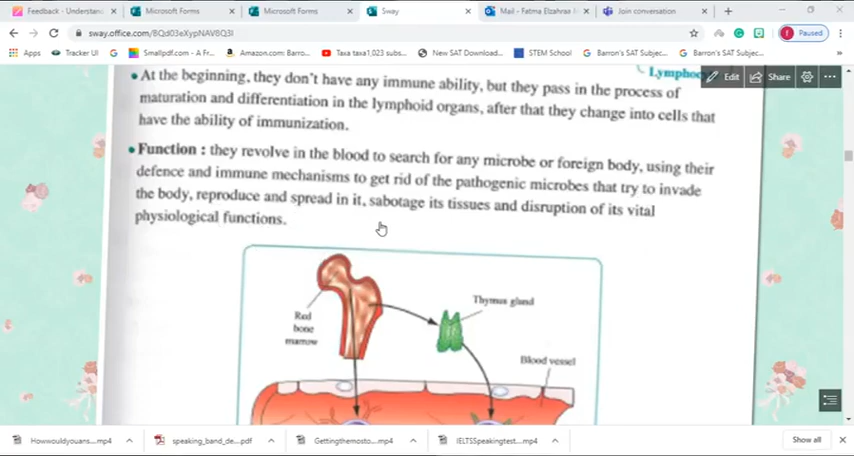 Feedback - Understand
Microsoft Forms
Microsoft Forms
Sway
Mail - Fatma Elzahraa
Join conversation
sway.office.com/8Qd03eXypNAV8Q3I
Paused
Apps
Tracker UI
G
Smallpdf.com - A Fr...
Amazon.com: Barro...
Taxa taxa1,023 subs...
New SAT Download...
STEM School
Barron's SAT Subjec...
Barron's SAT Subjec...
Edit
Share
Lymphoc
• At the beginning, they don't have any immune ability, but they pass in the process of
maturation and differentiation in the lymphoid organs, after that they change into cells that
have the ability of immunization.
• Function : they revolve in the blood to search for any microbe or foreign body, using their
defence and immune mechanisms to get rid of the pathogenic microbes that try to invade
the body, reproduce and spread in it, sabotage its tissues and disruption of its vital
physiological functions.
Red
bone
marrow
Thymus gland
Blood vessel
Howwouldyouans....mp4
speaking_band_de...pdf
Gettingthemosto....mp4
IELTSSpeakingtest....mp4
Show all